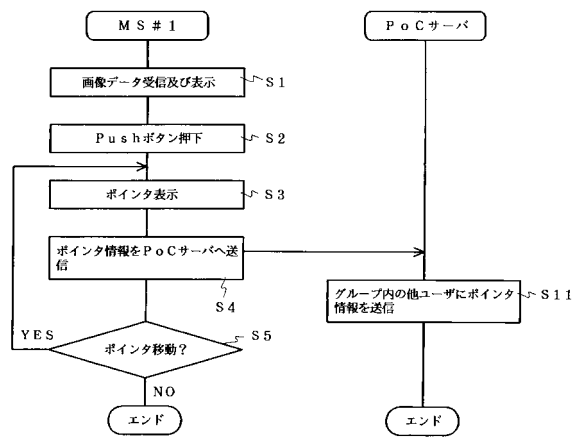 MS#1
PoCサーバ
画像データ受信及び表示
S1
Pushボタン押下
S2
ポインタ表示
S3
ポインタ情報をPoCサーバへ送
信
S4
グループ内の他ユーザにポインタ
情報を送信
S11
YES
ポインタ移動?
S5
NO
エンド
エンド